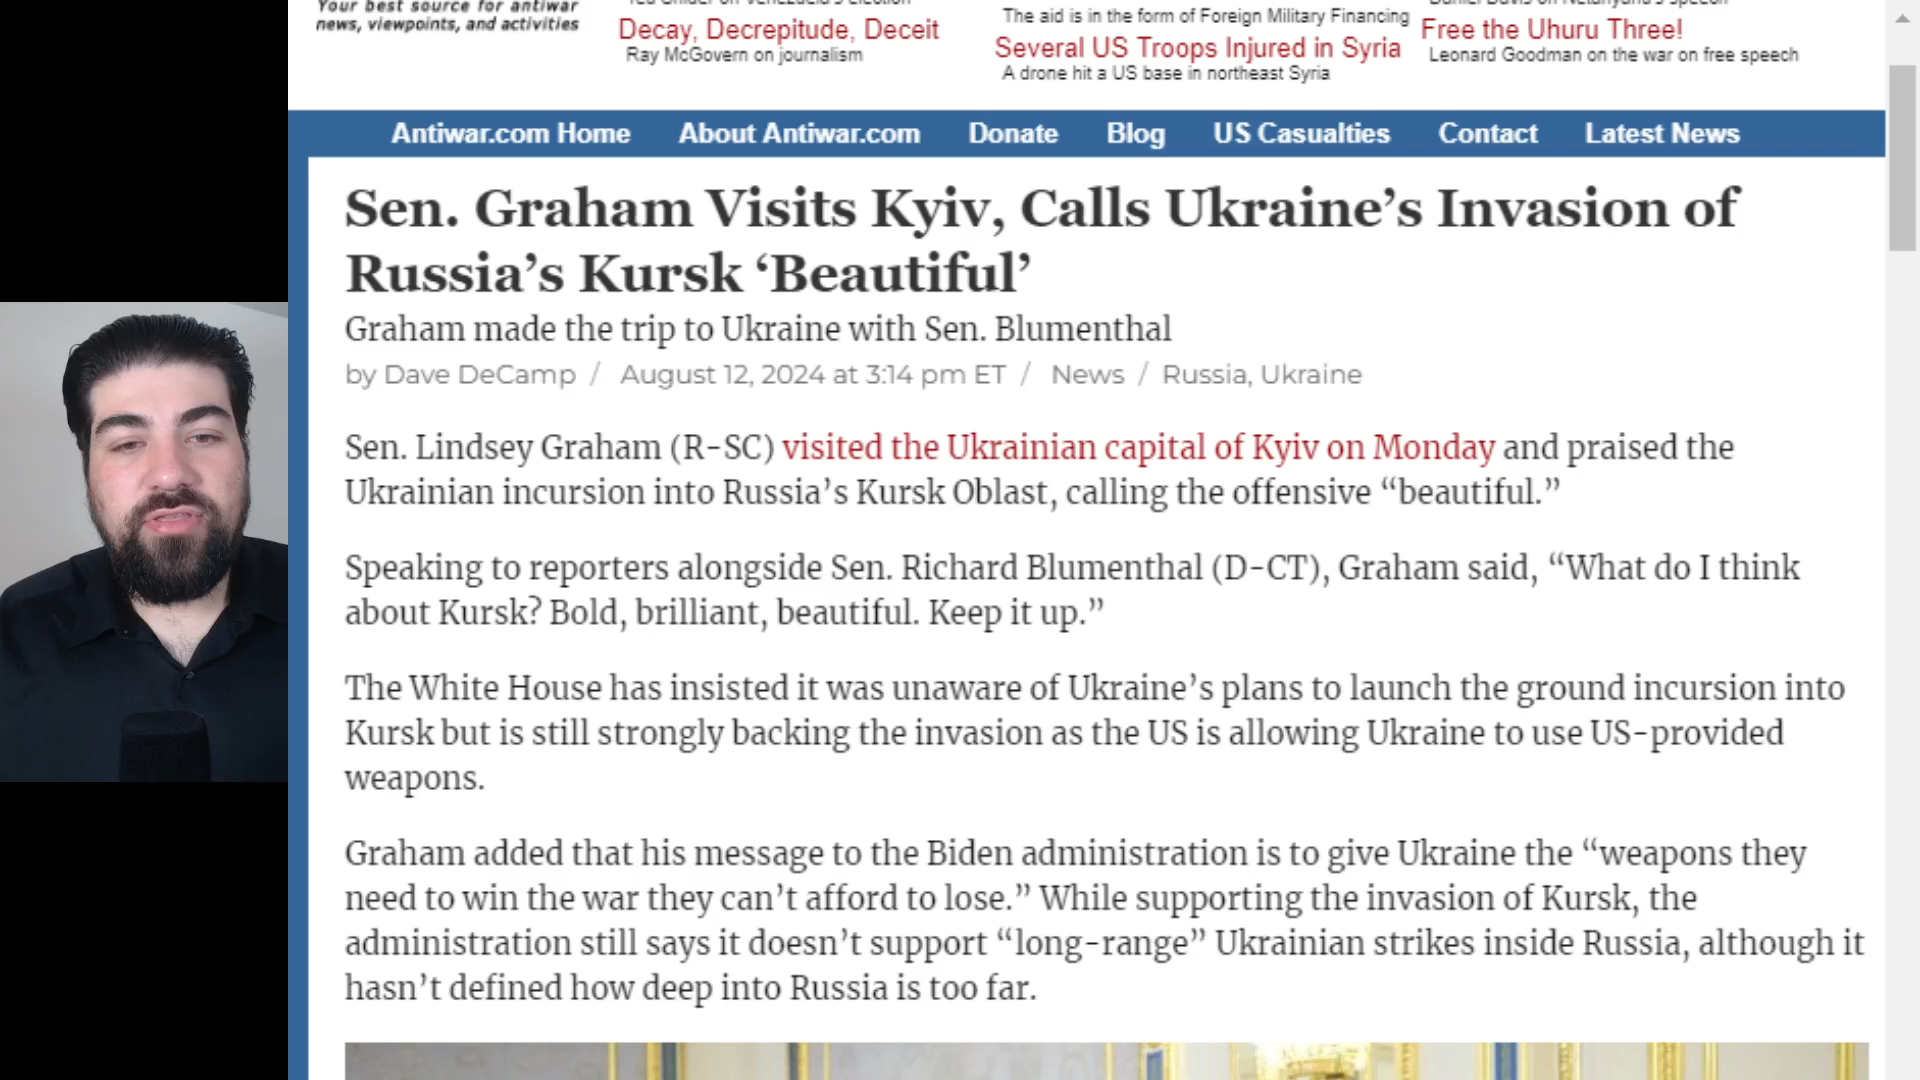 Your best source for antiwar
news, viewpoints, and activities
Decay, Decrepitude, Deceit
Ray McGovern on journalism
The aid is in the form of Foreign Military Financing
Several US Troops Injured in Syria
A drone hit a US base in northeast Syria
Free the Uhuru Three!
Leonard Goodman on the war on free speech
Antiwar.com Home About Antiwar.com Donate Blog US Casualties Contact Latest News
Sen. Graham Visits Kyiv, Calls Ukraine’s Invasion of
Russia’s Kursk ‘Beautiful’
Graham made the trip to Ukraine with Sen. Blumenthal
by Dave DeCamp / August 12, 2024 at 3:14 pm ET / News / Russia, Ukraine
Sen. Lindsey Graham (R-SC) visited the Ukrainian capital of Kyiv on Monday and praised the
Ukrainian incursion into Russia’s Kursk Oblast, calling the offensive “beautiful.”
Speaking to reporters alongside Sen. Richard Blumenthal (D-CT), Graham said, “What do I think
about Kursk? Bold, brilliant, beautiful. Keep it up.”
The White House has insisted it was unaware of Ukraine’s plans to launch the ground incursion into
Kursk but is still strongly backing the invasion as the US is allowing Ukraine to use US-provided
weapons.
Graham added that his message to the Biden administration is to give Ukraine the “weapons they
need to win the war they can’t afford to lose.” While supporting the invasion of Kursk, the
administration still says it doesn’t support “long-range” Ukrainian strikes inside Russia, although it
hasn’t defined how deep into Russia is too far.